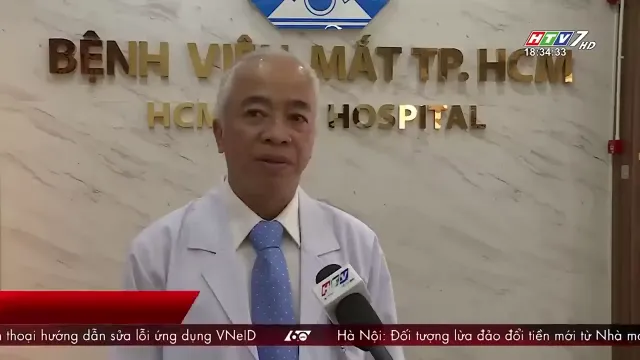 HTV7 HD
18:34:33
BỆNH VIỆN MẮT TP. HCM
HCM HOSPITAL
HTV
thoại hướng dẫn sửa lỗi ứng dụng VNeID
Hà Nội: Đối tượng lừa đảo đổi tiền mới từ Nhà